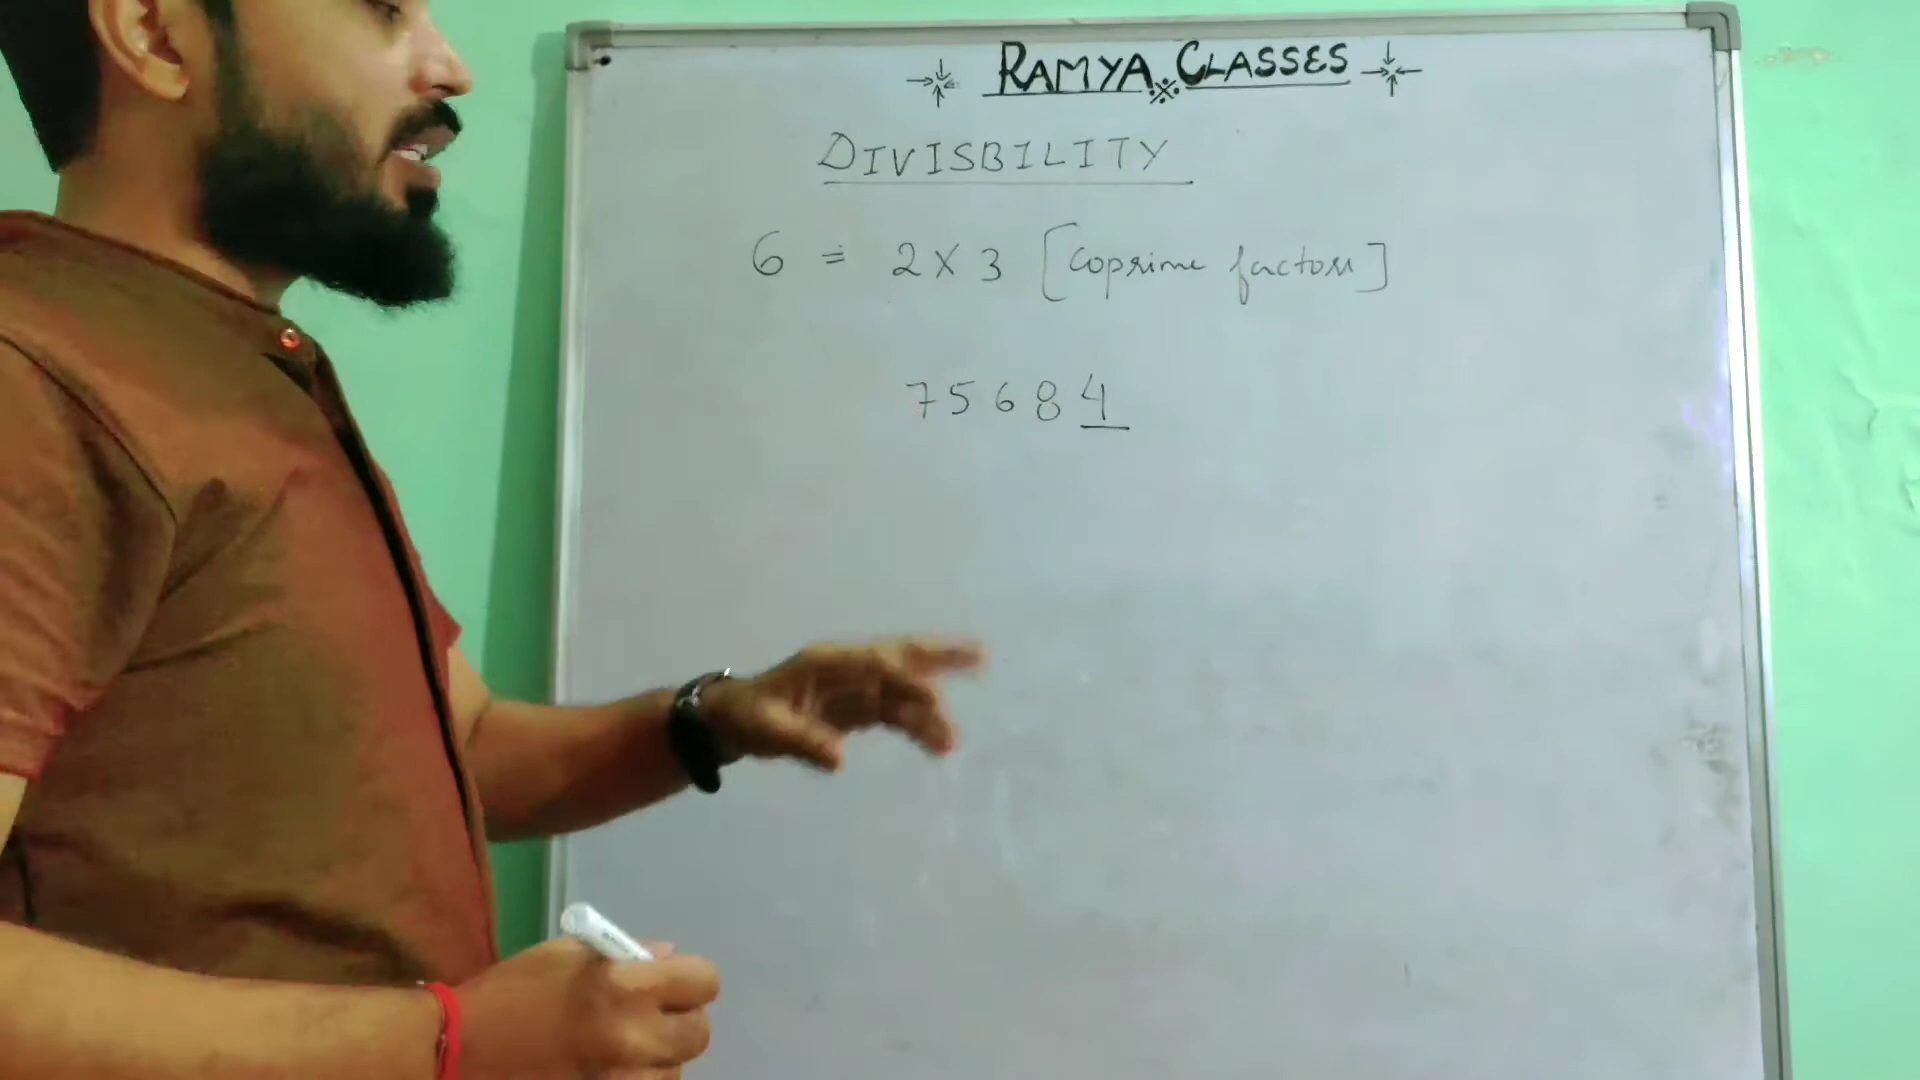 RAMYA ※ CLASSES
DIVISBILITY
6 = 2 X 3 [coprime factors]
75684